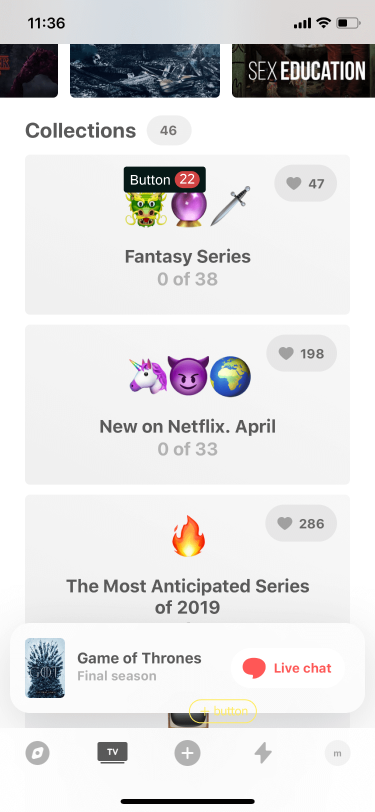 11:36
SEX EDUCATION
Collections 46
Button 22
47
Fantasy Series
0 of 38
198
New on Netflix. April
0 of 33
286
The Most Anticipated Series
of 2019
GOT
Game of Thrones
Final season
Live chat
+ button
TV
m